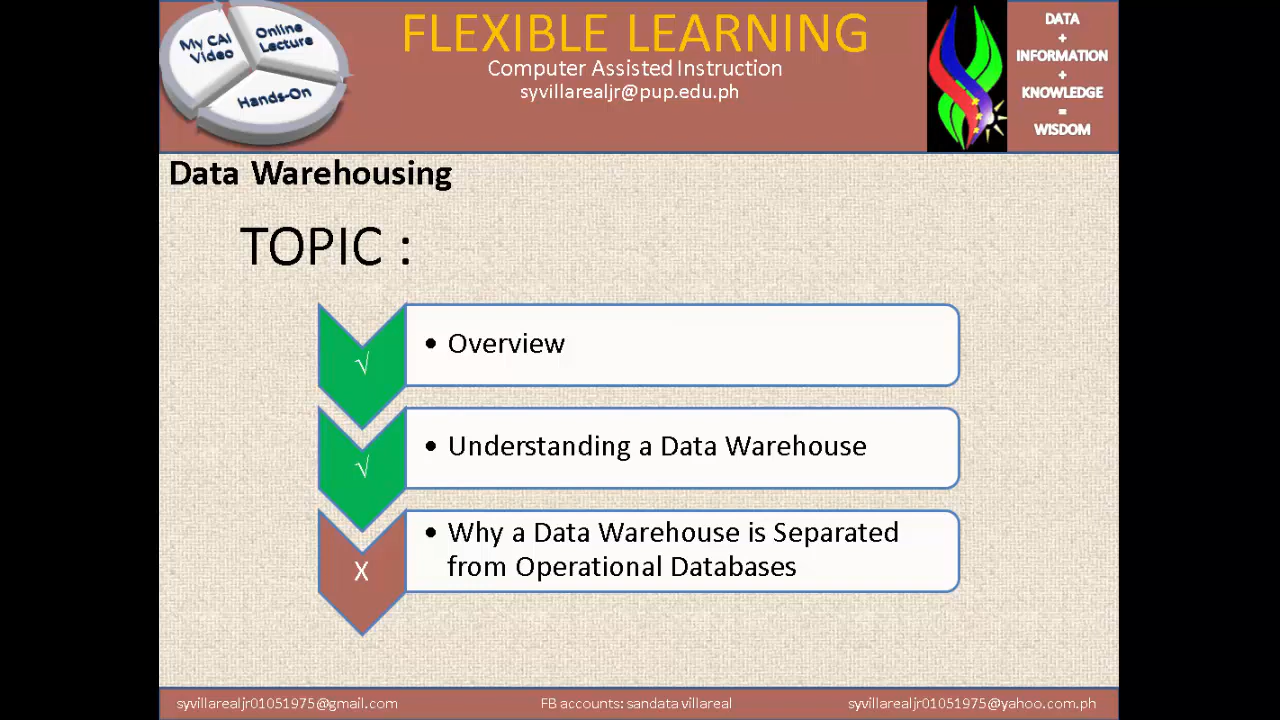 My CAI
Video
Online
Lecture
Hands-On
FLEXIBLE LEARNING
Computer Assisted Instruction
syvillarealjr@pup.edu.ph
DATA
+
INFORMATION
+
KNOWLEDGE
=
WISDOM
Data Warehousing
TOPIC :
√
• Overview
√
• Understanding a Data Warehouse
X
• Why a Data Warehouse is Separated
from Operational Databases
syvillarealjr01051975@gmail.com
FB accounts: sandata villareal
syvillarealjr01051975@yahoo.com.ph